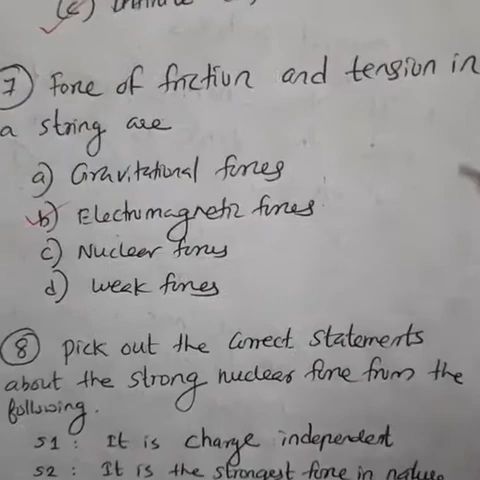 (c)
7) Force of friction and tension in
a string are
a) Gravitational forces
b) Electromagnetic forces
c) Nuclear forces
d) Weak forces
8 pick out the correct statements
about the strong nuclear force from the
following.
S1 : It is charge independent
S2 : It is the strongest force in nature